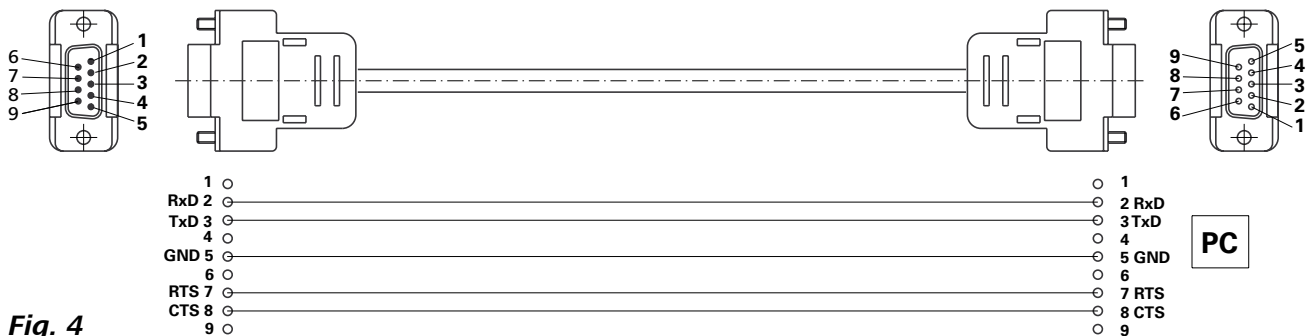 6 1
7 2
8 3
9 4
5
5
9 4
8 3
7 2
6 1
1 1
RxD 2 2 RxD
TxD 3 3 TxD
4 4
GND 5 5 GND
6 6
RTS 7 7 RTS
CTS 8 8 CTS
9 9
PC
Fig. 4